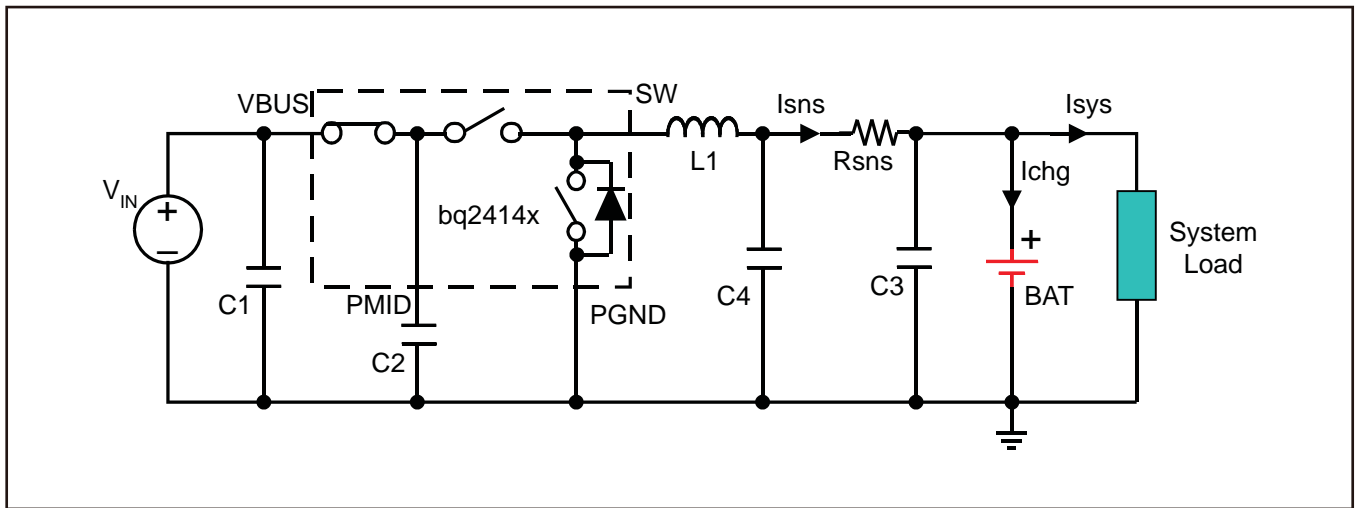 VBUS
SW
Isns
Isys
L1
Rsns
Ichg
VIN
+
−
bq2414x
+
System
Load
C1
PMID
C2
PGND
C4
C3
BAT